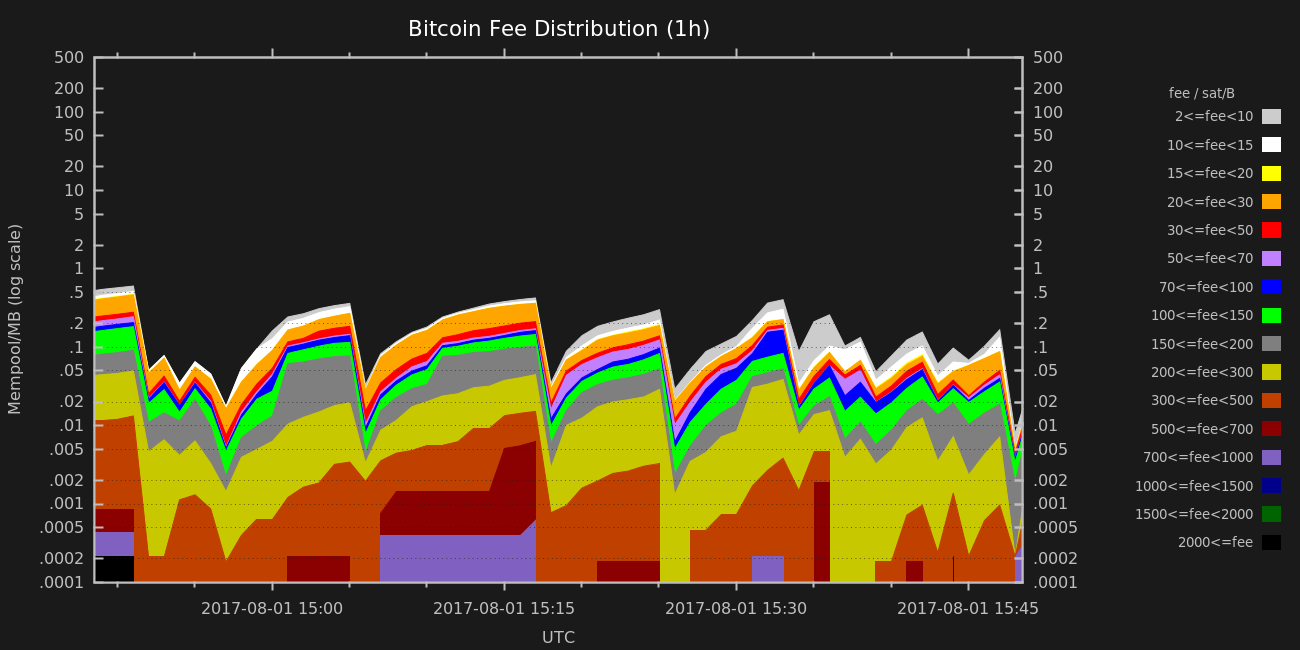 Bitcoin Fee Distribution (1h)
Mempool/MB (log scale)
500
200
100
50
20
10
5
2
1
.5
.2
.1
.05
.02
.01
.005
.002
.001
.0005
.0002
.0001
500
200
100
50
20
10
5
2
1
.5
.2
.1
.05
.02
.01
.005
.002
.001
.0005
.0002
.0001
2017-08-01 15:00
2017-08-01 15:15
2017-08-01 15:30
2017-08-01 15:45
UTC
fee / sat/B
2<=fee<10
10<=fee<15
15<=fee<20
20<=fee<30
30<=fee<50
50<=fee<70
70<=fee<100
100<=fee<150
150<=fee<200
200<=fee<300
300<=fee<500
500<=fee<700
700<=fee<1000
1000<=fee<1500
1500<=fee<2000
2000<=fee